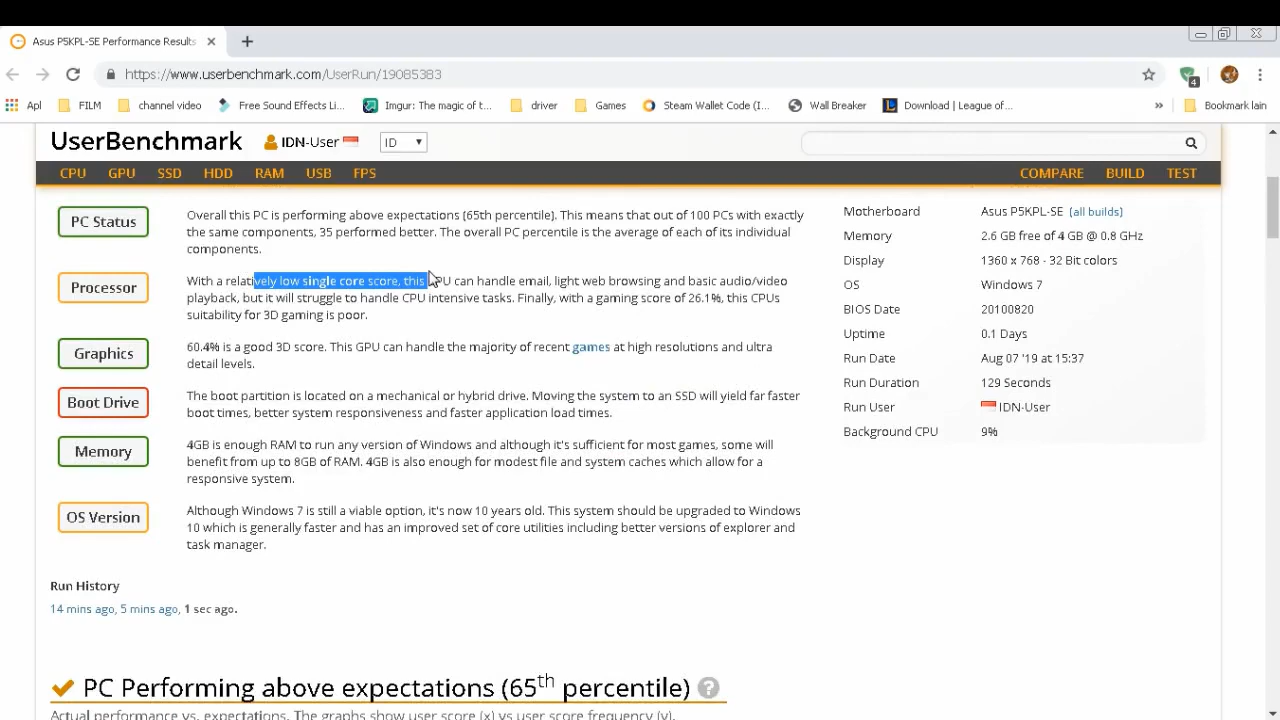 Asus P5KPL-SE Performance Results
https://www.userbenchmark.com/UserRun/19085383
4
Apl FILM channel video Free Sound Effects Li... Imgur: The magic of t... driver Games Steam Wallet Code (I... Wall Breaker Download | League of... » Bookmark lain
UserBenchmark IDN-User ID
CPU GPU SSD HDD RAM USB FPS COMPARE BUILD TEST
PC Status
Overall this PC is performing above expectations (65th percentile). This means that out of 100 PCs with exactly
the same components, 35 performed better. The overall PC percentile is the average of each of its individual
components.
Processor
With a relatively low single core score, this CPU can handle email, light web browsing and basic audio/video
playback, but it will struggle to handle CPU intensive tasks. Finally, with a gaming score of 26.1%, this CPUs
suitability for 3D gaming is poor.
Graphics
60.4% is a good 3D score. This GPU can handle the majority of recent games at high resolutions and ultra
detail levels.
Boot Drive
The boot partition is located on a mechanical or hybrid drive. Moving the system to an SSD will yield far faster
boot times, better system responsiveness and faster application load times.
Memory
4GB is enough RAM to run any version of Windows and although it's sufficient for most games, some will
benefit from up to 8GB of RAM. 4GB is also enough for modest file and system caches which allow for a
responsive system.
OS Version
Although Windows 7 is still a viable option, it's now 10 years old. This system should be upgraded to Windows
10 which is generally faster and has an improved set of core utilities including better versions of explorer and
task manager.
Motherboard Asus P5KPL-SE (all builds)
Memory 2.6 GB free of 4 GB @ 0.8 GHz
Display 1360 x 768 - 32 Bit colors
OS Windows 7
BIOS Date 20100820
Uptime 0.1 Days
Run Date Aug 07 '19 at 15:37
Run Duration 129 Seconds
Run User IDN-User
Background CPU 9%
Run History
14 mins ago, 5 mins ago, 1 sec ago.
PC Performing above expectations (65th percentile) ?
Actual performance vs. expectations. The graphs show user score (x) vs user score frequency (y).